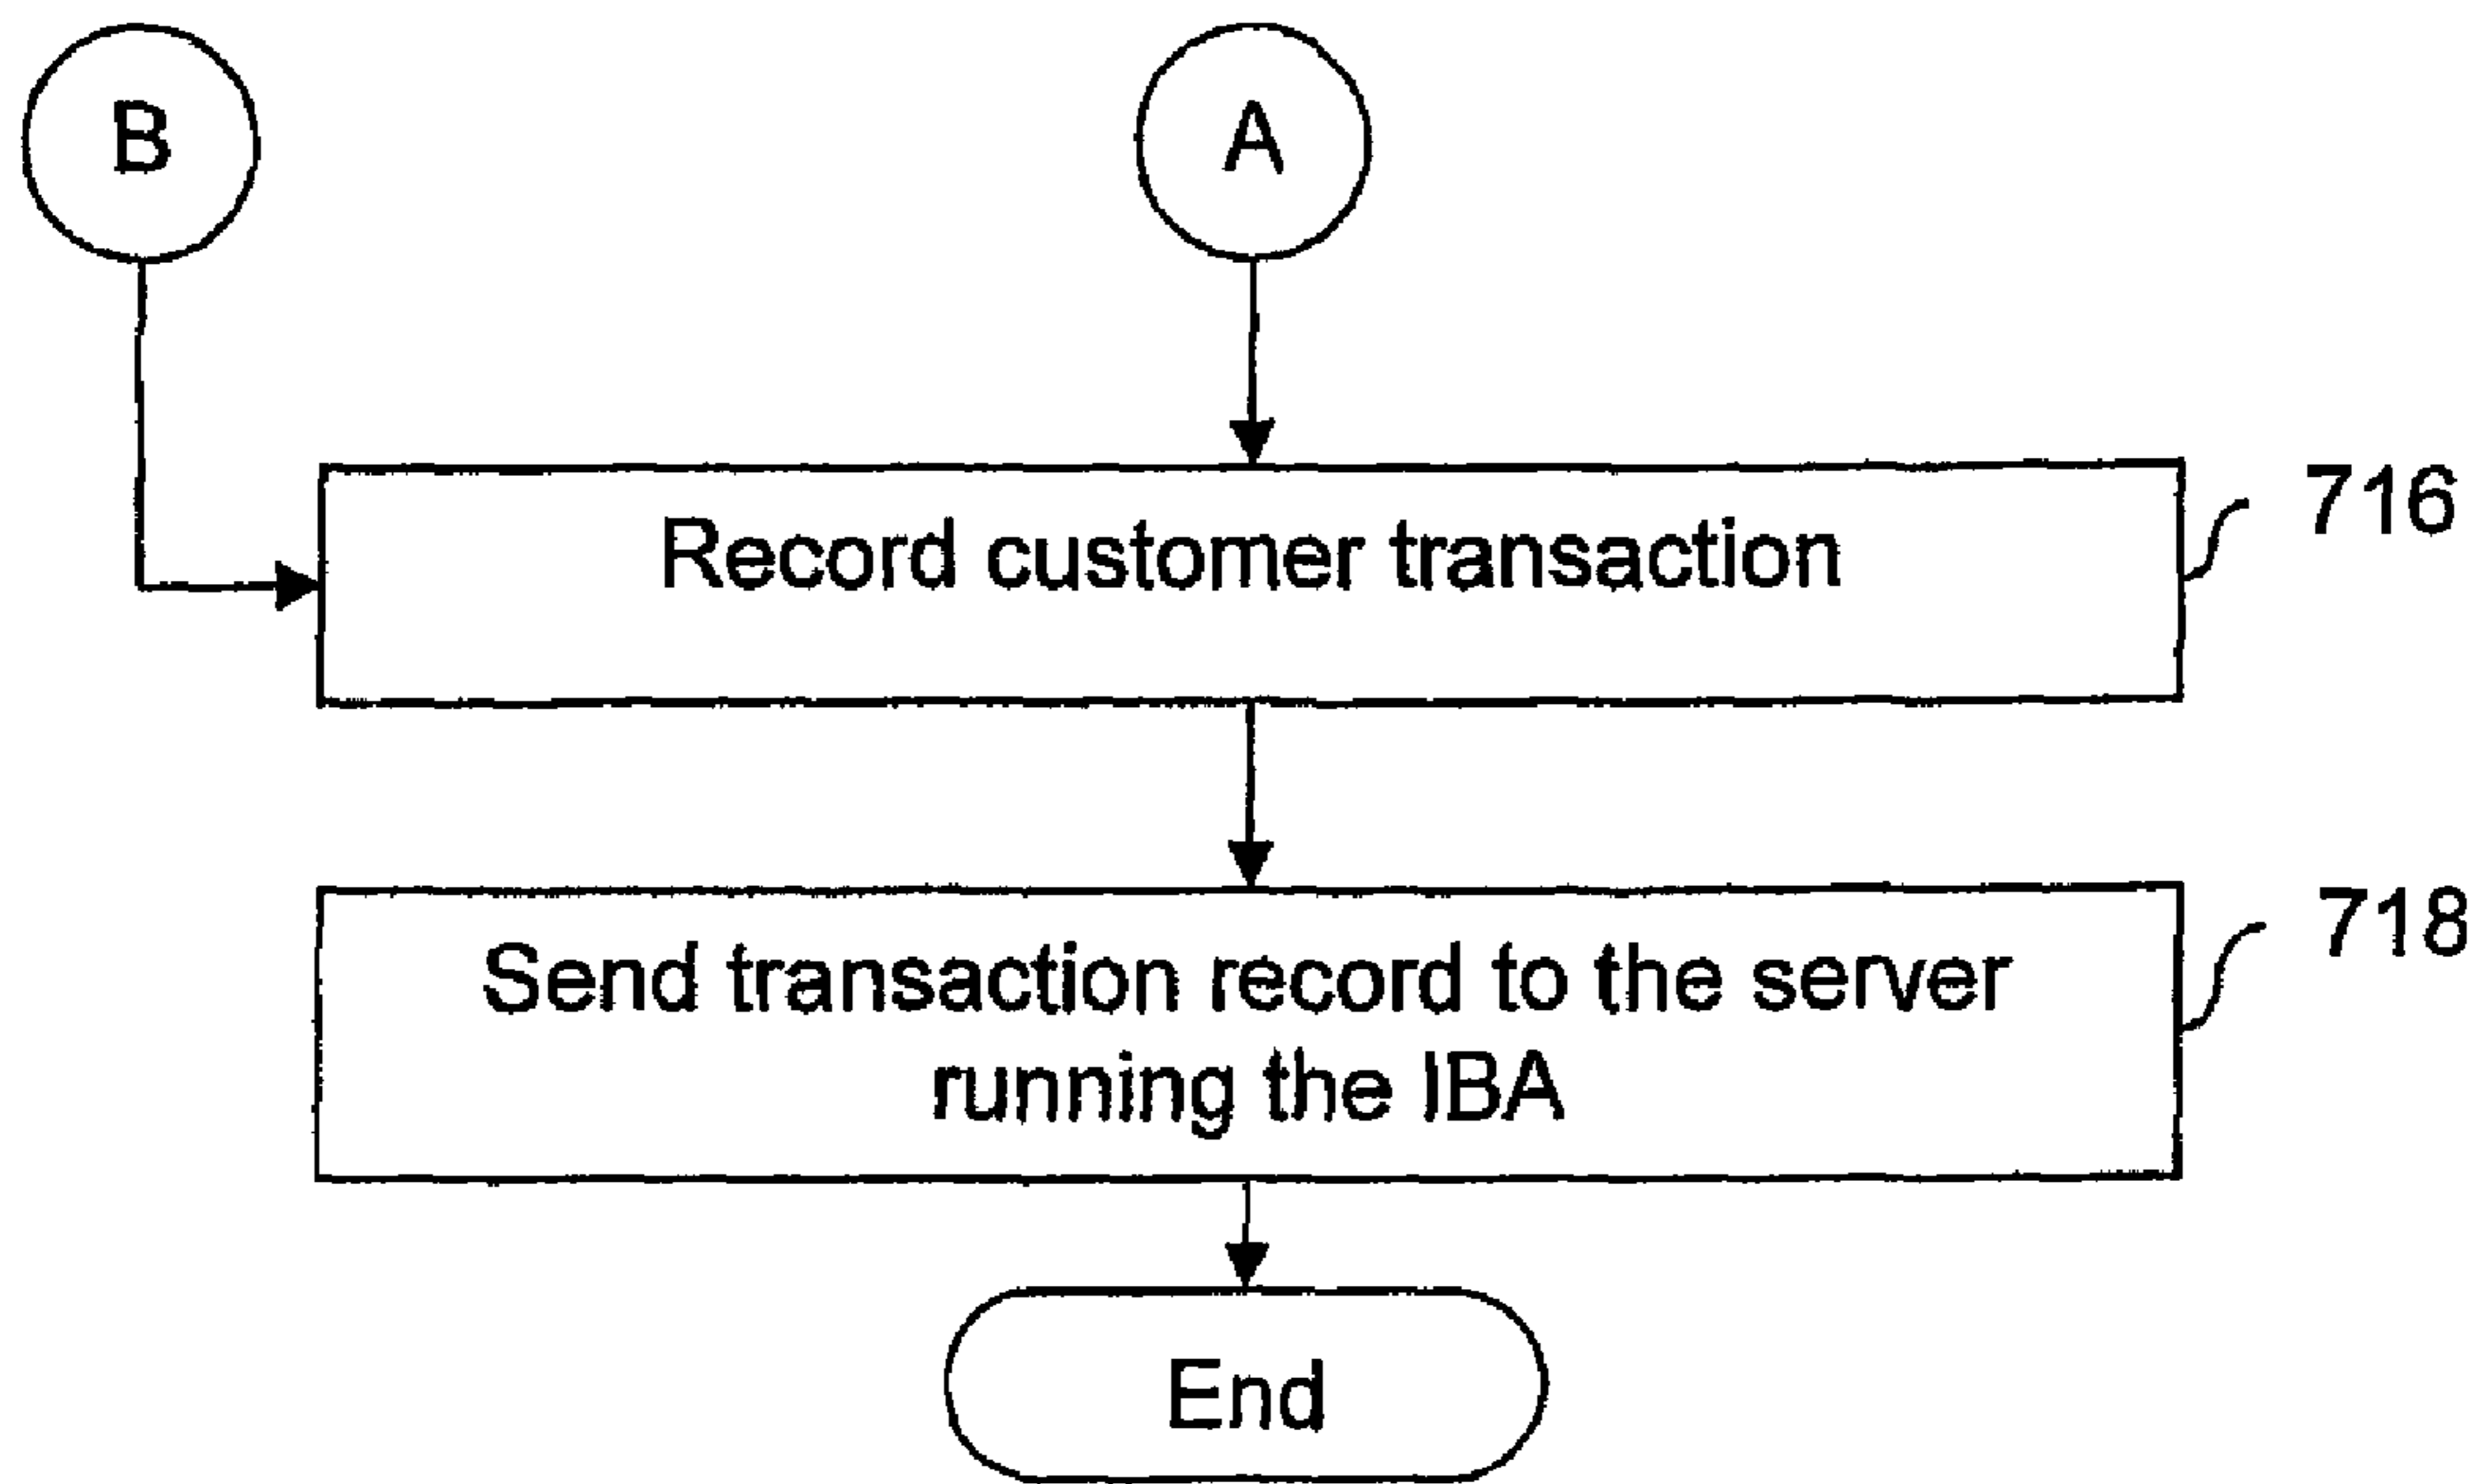 B
A
Record customer transaction
716
Send transaction record to the server
running the IBA
718
End